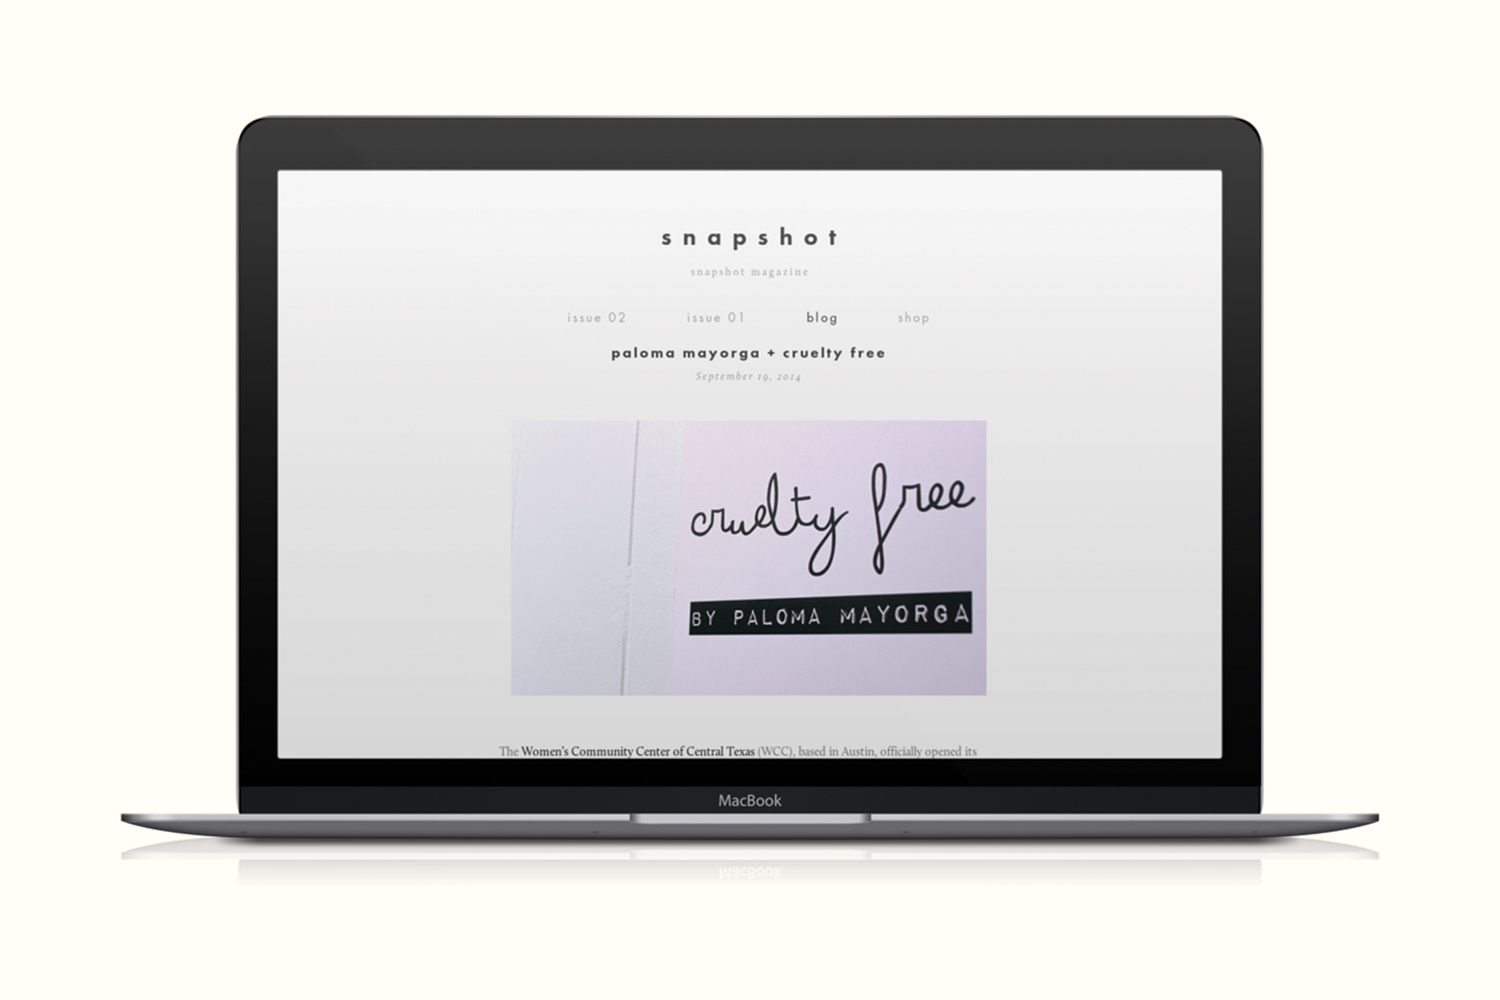 snapshot
snapshot magazine
issue 02 issue 01 blog shop
paloma mayorga + cruelty free
September 19, 2014
cruelty free
BY PALOMA MAYORGA
The Women's Community Center of Central Texas (WCC), based in Austin, officially opened its
MacBook